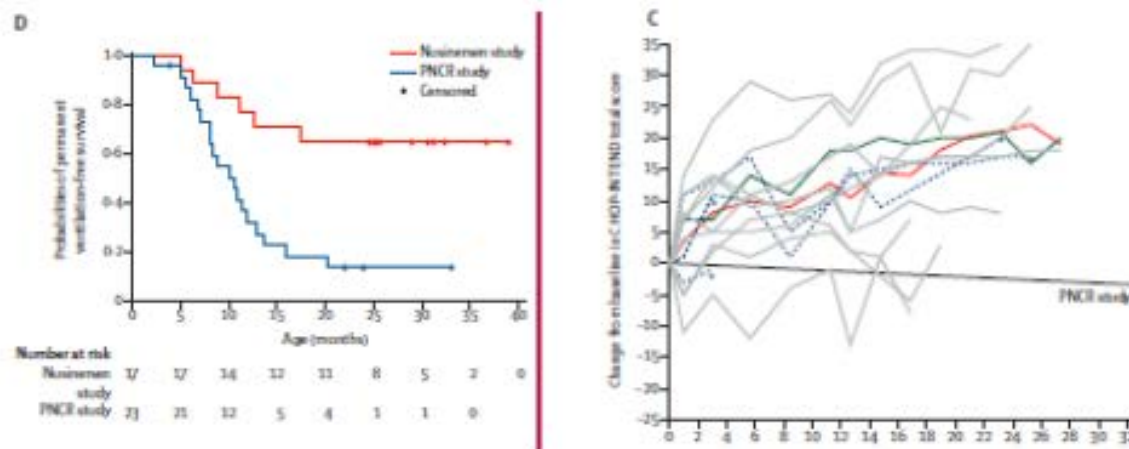 D
Nusinersen study
PNCR study
Censored
Probabilities of permanent
ventilation-free survival
1·0
0·8
0·6
0·4
0·2
0
0 5 10 15 20 25 30 35 40
Age (months)
Number at risk
Nusinersen 17 17 14 12 11 8 5 2 0
study
PNCR study 23 21 12 5 4 1 1 0
C
Change from baseline in CHOP-INTEND total score
35
30
25
20
15
10
5
0
-5
-10
-15
-20
-25
PNCR study
0 2 4 6 8 10 12 14 16 18 20 22 24 26 28 30 32